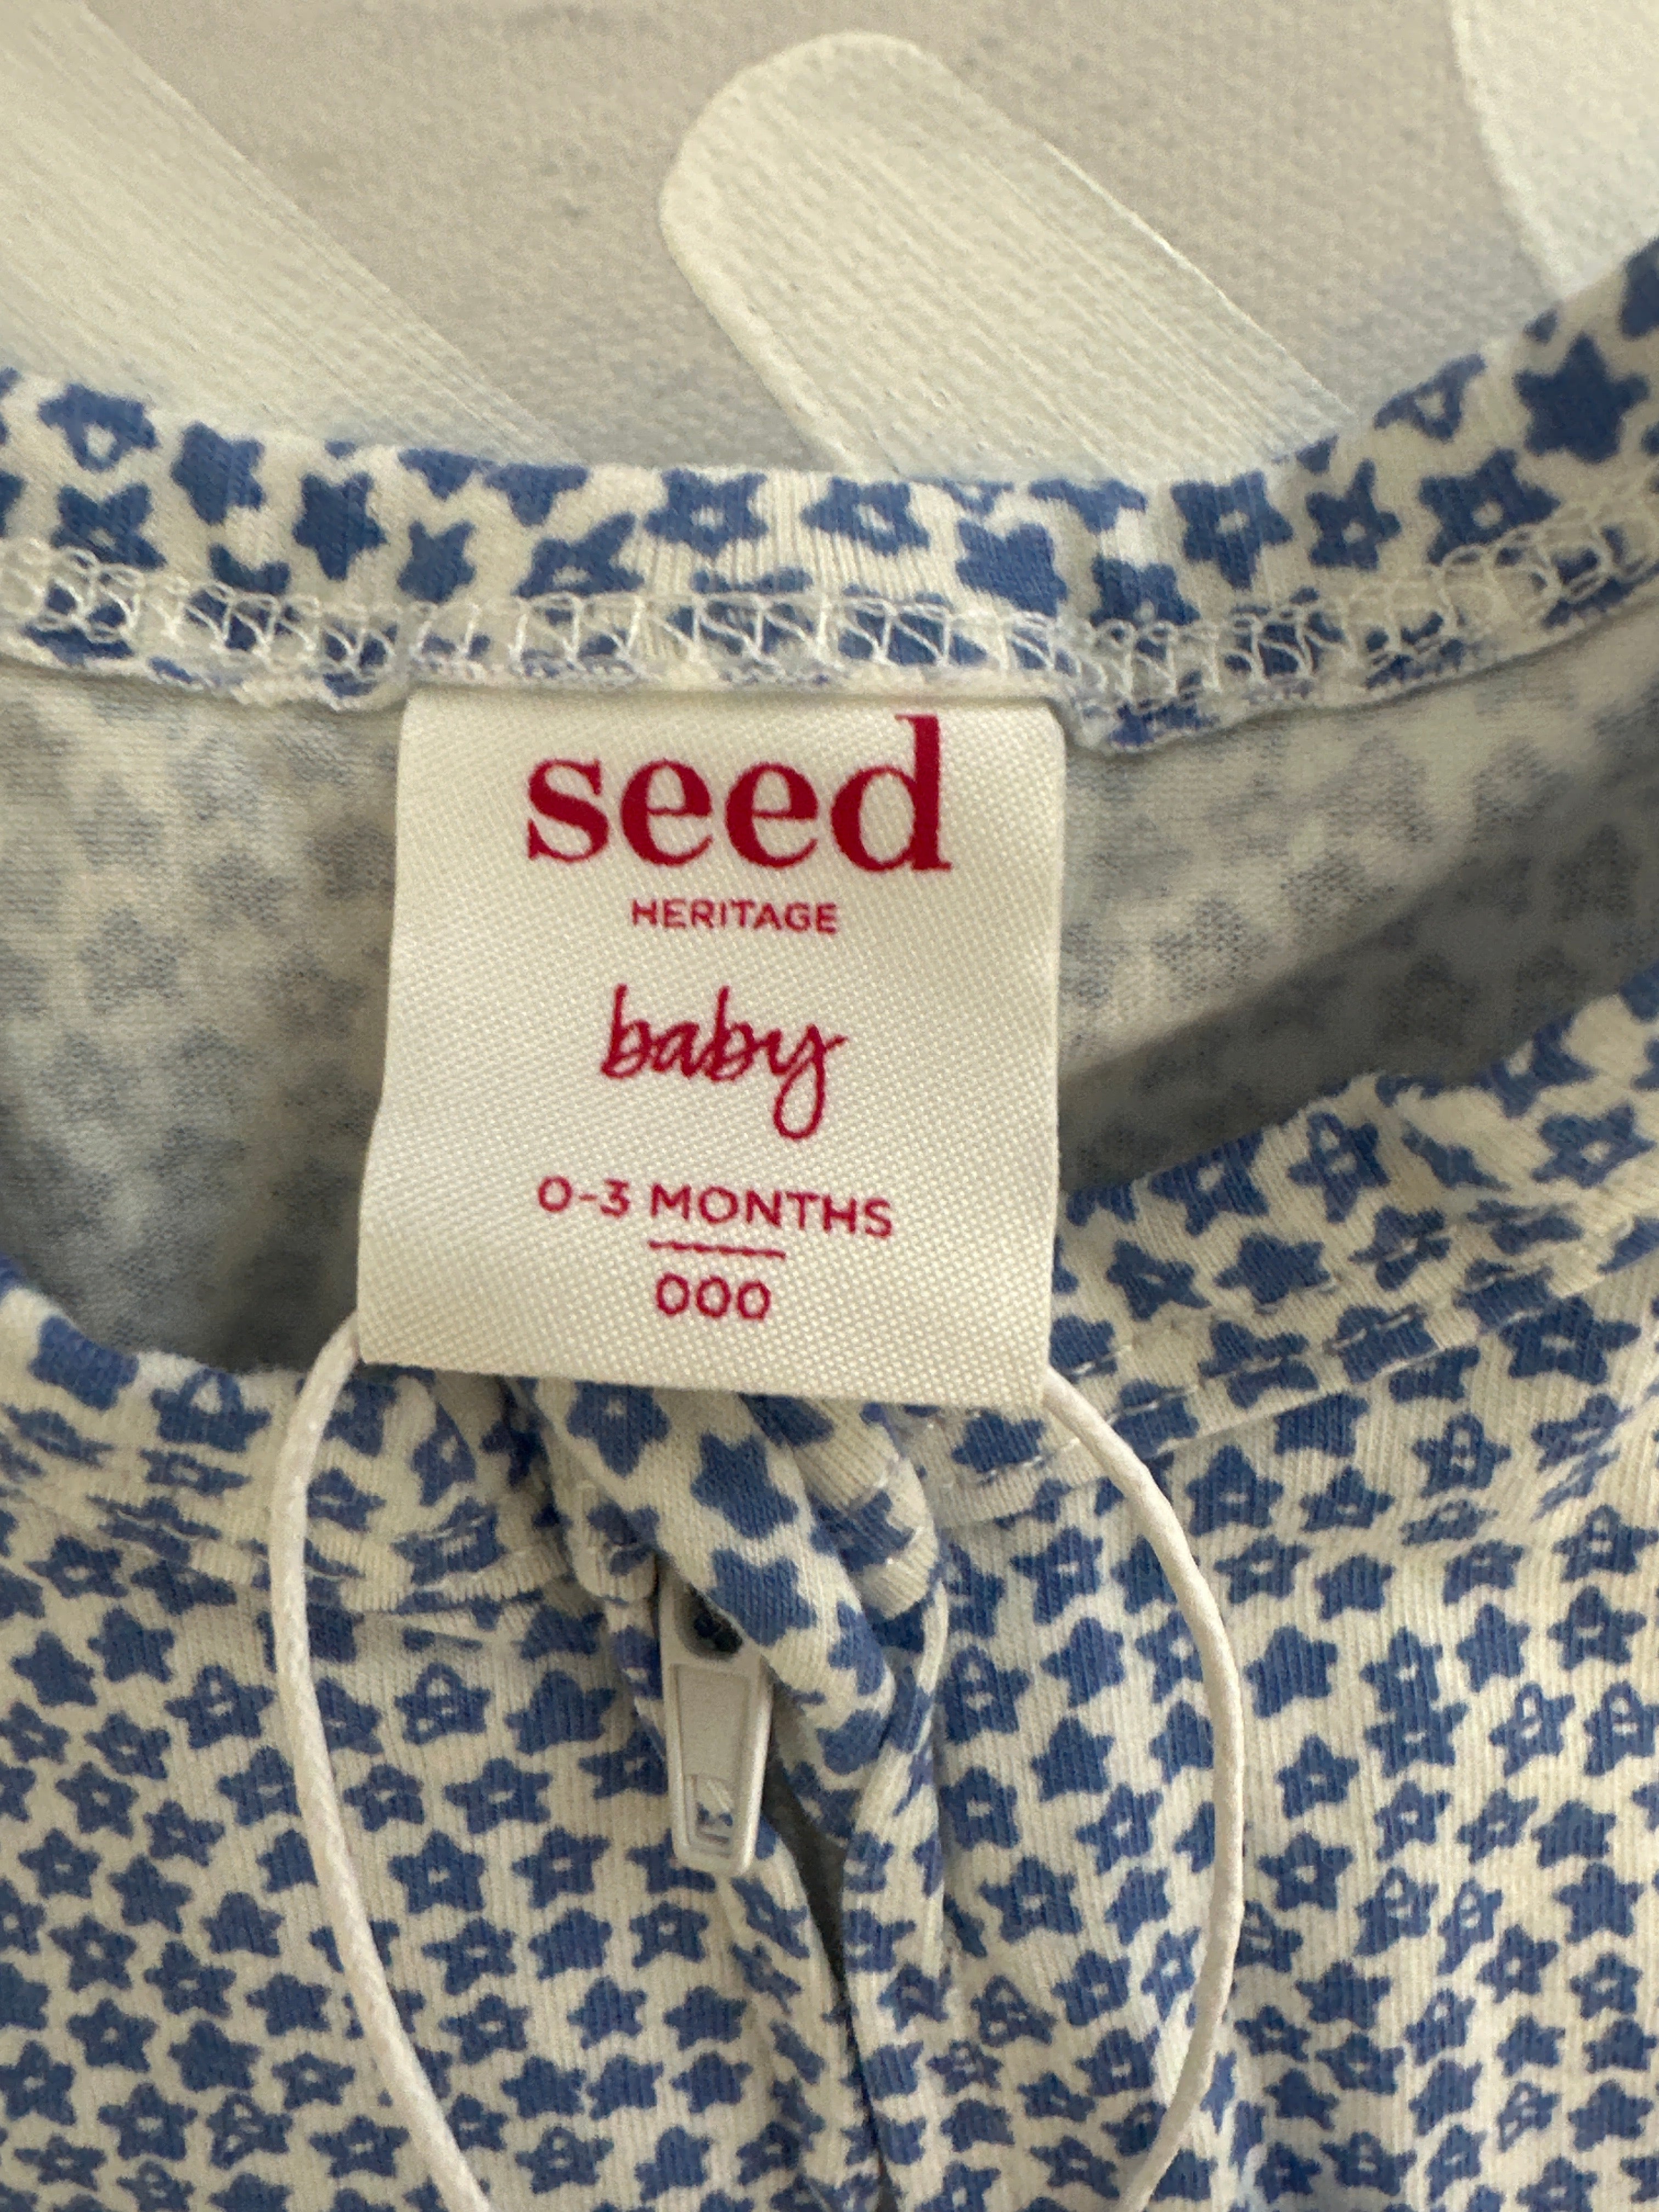 seed
HERITAGE
baby
0-3 MONTHS
000